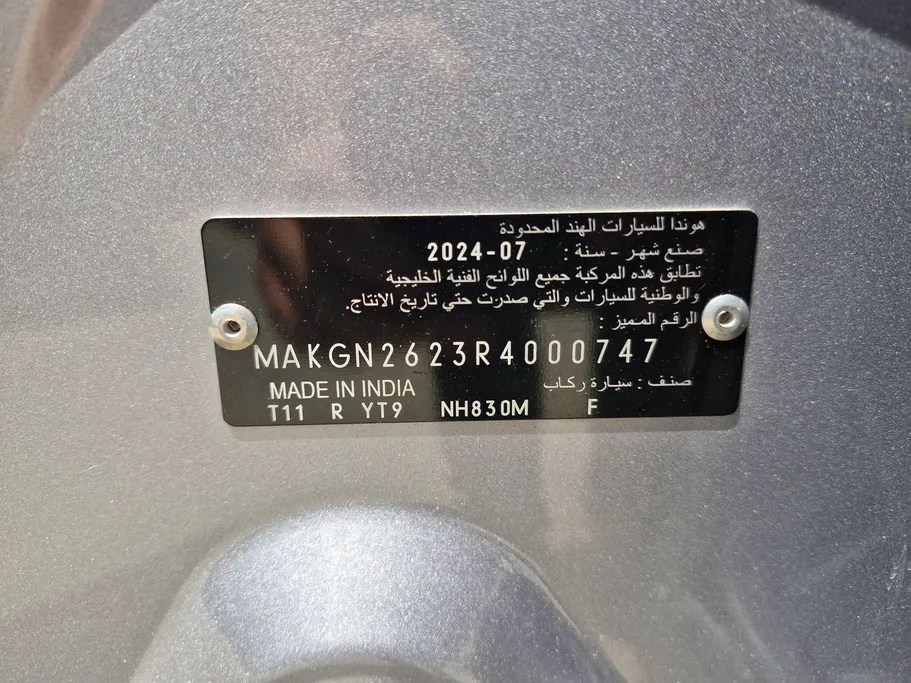 هوندا للسيارات الهند المحدودة
صنع شهر - سنة : 2024-07
تطابق هذه المركبة جميع اللوائح الفنية الخليجية
والوطنية للسيارات والتي صدرت حتي تاريخ الانتاج.
الرقم المميز :
MAKGN2623R4000747
MADE IN INDIA صنف : سيارة ركاب
T11 R YT9 NH830M F